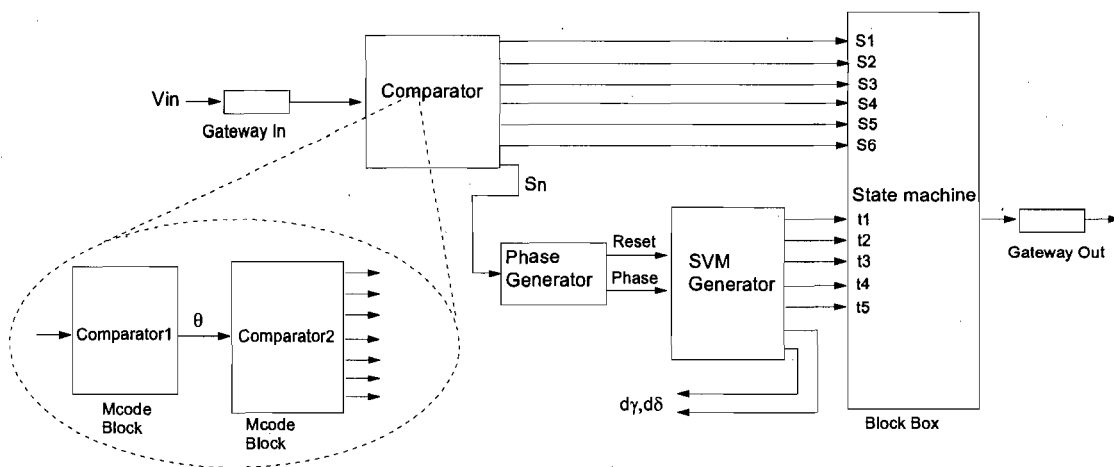 Vin
Gateway In
Comparator
S1
S2
S3
S4
S5
S6
Sn
State machine
t1
t2
t3
t4
t5
Gateway Out
Phase
Generator
Reset
Phase
SVM
Generator
dγ,dδ
Block Box
Comparator1
θ
Comparator2
Mcode
Block
Mcode
Block